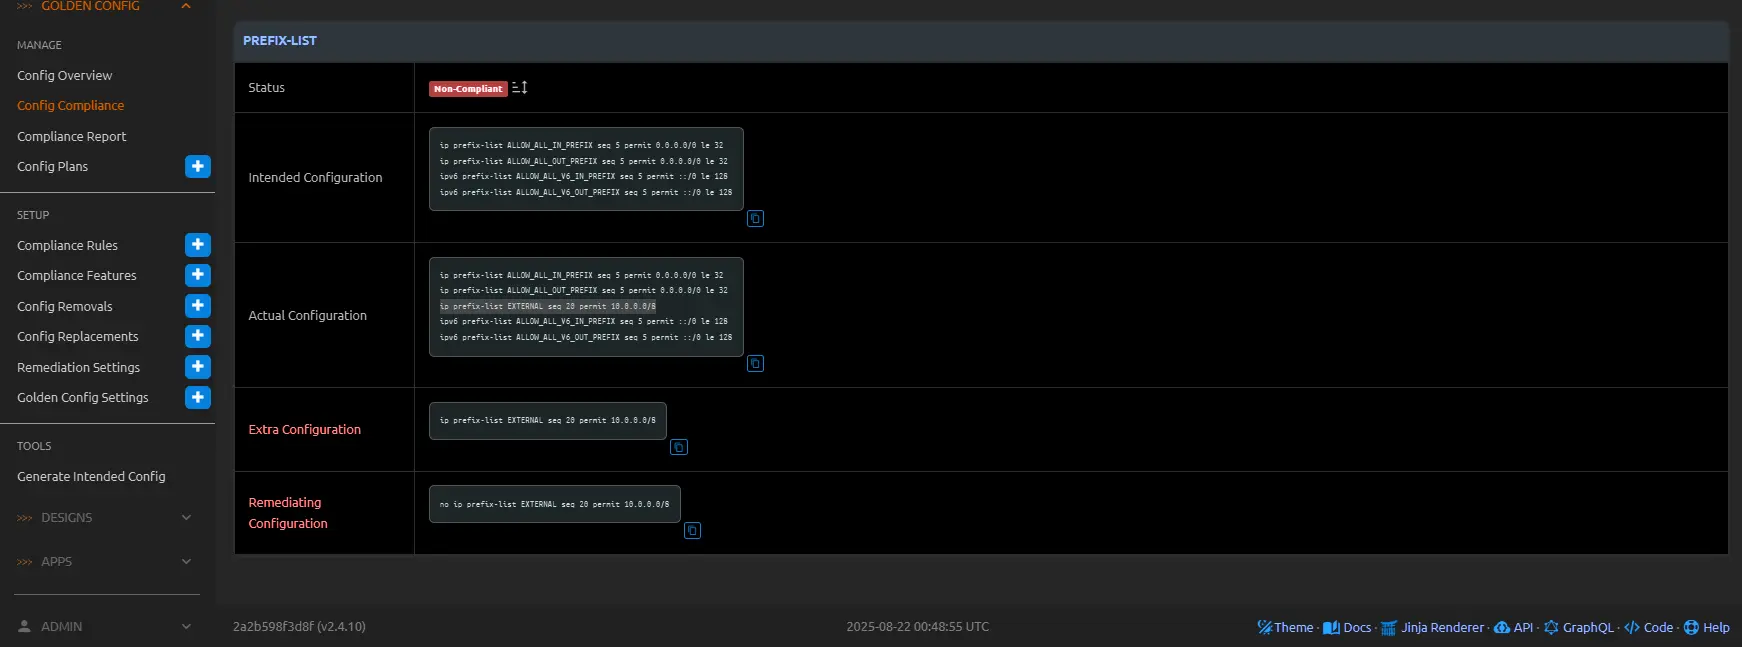 >>> GOLDEN CONFIG
MANAGE
Config Overview
Config Compliance
Compliance Report
Config Plans
SETUP
Compliance Rules
Compliance Features
Config Removals
Config Replacements
Remediation Settings
Golden Config Settings
TOOLS
Generate Intended Config
>>> DESIGNS
>>> APPS
ADMIN
PREFIX-LIST
Status
Non-Compliant
Intended Configuration
ip prefix-list ALLOW_ALL_IN_PREFIX seq 5 permit 0.0.0.0/0 le 32
ip prefix-list ALLOW_ALL_OUT_PREFIX seq 5 permit 0.0.0.0/0 le 32
ipv6 prefix-list ALLOW_ALL_V6_IN_PREFIX seq 5 permit ::/0 le 128
ipv6 prefix-list ALLOW_ALL_V6_OUT_PREFIX seq 5 permit ::/0 le 128
Actual Configuration
ip prefix-list ALLOW_ALL_IN_PREFIX seq 5 permit 0.0.0.0/0 le 32
ip prefix-list ALLOW_ALL_OUT_PREFIX seq 5 permit 0.0.0.0/0 le 32
ip prefix-list EXTERNAL seq 20 permit 10.0.0.0/8
ipv6 prefix-list ALLOW_ALL_V6_IN_PREFIX seq 5 permit ::/0 le 128
ipv6 prefix-list ALLOW_ALL_V6_OUT_PREFIX seq 5 permit ::/0 le 128
Extra Configuration
ip prefix-list EXTERNAL seq 20 permit 10.0.0.0/8
Remediating
Configuration
no ip prefix-list EXTERNAL seq 20 permit 10.0.0.0/8
2a2b598f3d8f (v2.4.10)
2025-08-22 00:48:55 UTC
Theme · Docs · Jinja Renderer · API · GraphQL · Code · Help